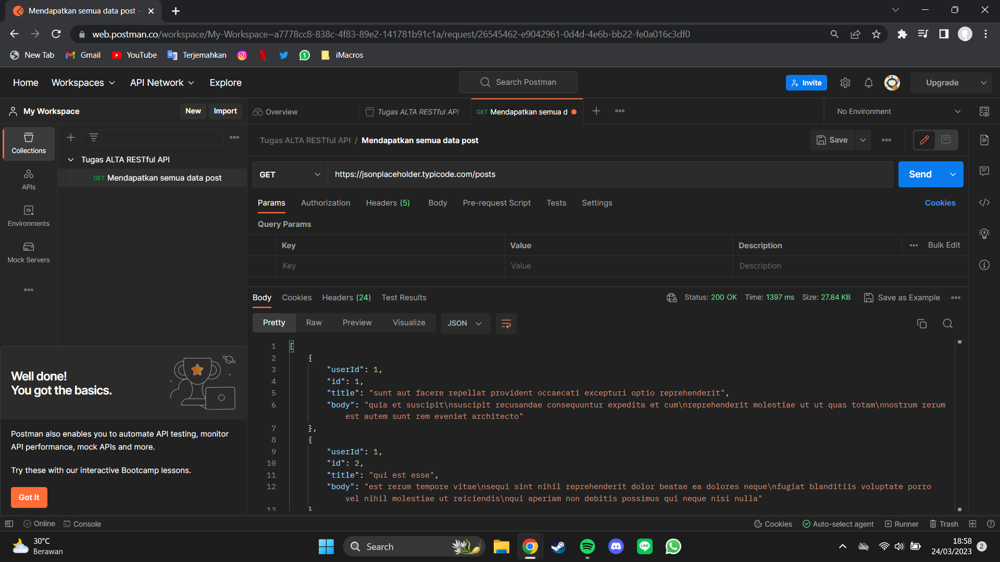 Mendapatkan semua data post -
web.postman.co/workspace/My-Workspace~a7778cc8-838c-4f83-89e2-141781b91c1a/request/26545462-e9042961-0d4d-4e6b-bb22-fe0a016c3df0
New Tab Gmail YouTube Terjemahkan iMacros
Home Workspaces API Network Explore Search Postman Invite Upgrade
My Workspace New Import Overview Tugas ALTA RESTful API GET Mendapatkan semua d No Environment
Collections
Tugas ALTA RESTful API / Mendapatkan semua data post Save
Tugas ALTA RESTful API
GET Mendapatkan semua data post
APIs
Environments
Mock Servers
GET https://jsonplaceholder.typicode.com/posts Send
Params Authorization Headers (5) Body Pre-request Script Tests Settings Cookies
Query Params
Key Value Description Bulk Edit
Key Value Description
Body Cookies Headers (24) Test Results Status: 200 OK Time: 1397 ms Size: 27.84 KB Save as Example
Pretty Raw Preview Visualize JSON
1 [
2 {
3 "userId": 1,
4 "id": 1,
5 "title": "sunt aut facere repellat provident occaecati excepturi optio reprehenderit",
6 "body": "quia et suscipit\nsuscipit recusandae consequuntur expedita et cum\nreprehenderit molestiae ut ut quas totam\nnostrum rerum
est autem sunt rem eveniet architecto"
7 },
8 {
9 "userId": 1,
10 "id": 2,
11 "title": "qui est esse",
12 "body": "est rerum tempore vitae\nsequi sint nihil reprehenderit dolor beatae ea dolores neque\nfugiat blanditiis voluptate porro
vel nihil molestiae ut reiciendis\nqui aperiam non debitis possimus qui neque nisi nulla"
13 }
Well done!
You got the basics.
Postman also enables you to automate API testing, monitor
API performance, mock APIs and more.
Try these with our interactive Bootcamp lessons.
Got It
Online Console Cookies Auto-select agent Runner Trash
30°C
Berawan
Search
LINE
18:58
24/03/2023
2